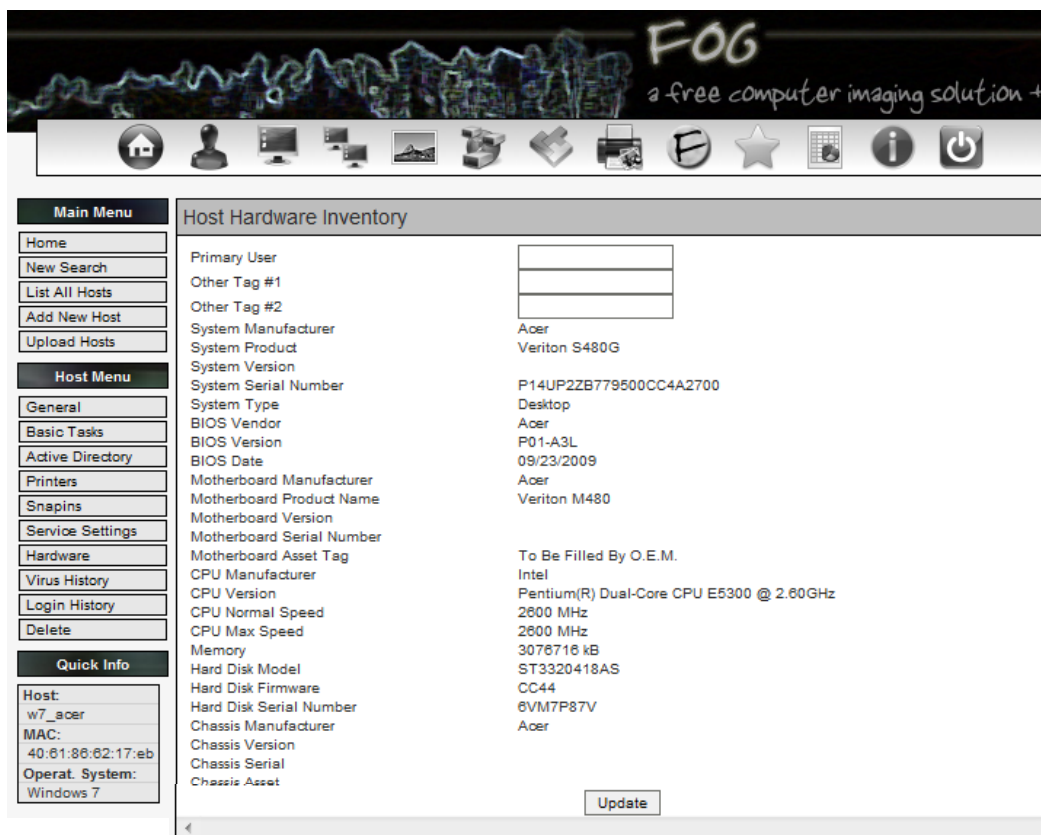 FOG
a free computer imaging solution
Main Menu
Home
New Search
List All Hosts
Add New Host
Upload Hosts
Host Menu
General
Basic Tasks
Active Directory
Printers
Snapins
Service Settings
Hardware
Virus History
Login History
Delete
Quick Info
Host:
w7_acer
MAC:
40:61:86:62:17:eb
Operat. System:
Windows 7
Host Hardware Inventory
Primary User
Other Tag #1
Other Tag #2
System Manufacturer Acer
System Product Veriton S480G
System Version
System Serial Number P14UP2ZB779500CC4A2700
System Type Desktop
BIOS Vendor Acer
BIOS Version P01-A3L
BIOS Date 09/23/2009
Motherboard Manufacturer Acer
Motherboard Product Name Veriton M480
Motherboard Version
Motherboard Serial Number
Motherboard Asset Tag To Be Filled By O.E.M.
CPU Manufacturer Intel
CPU Version Pentium(R) Dual-Core CPU E5300 @ 2.60GHz
CPU Normal Speed 2600 MHz
CPU Max Speed 2600 MHz
Memory 3076716 kB
Hard Disk Model ST3320418AS
Hard Disk Firmware CC44
Hard Disk Serial Number 6VM7P87V
Chassis Manufacturer Acer
Chassis Version
Chassis Serial
Chassis Asset
Update